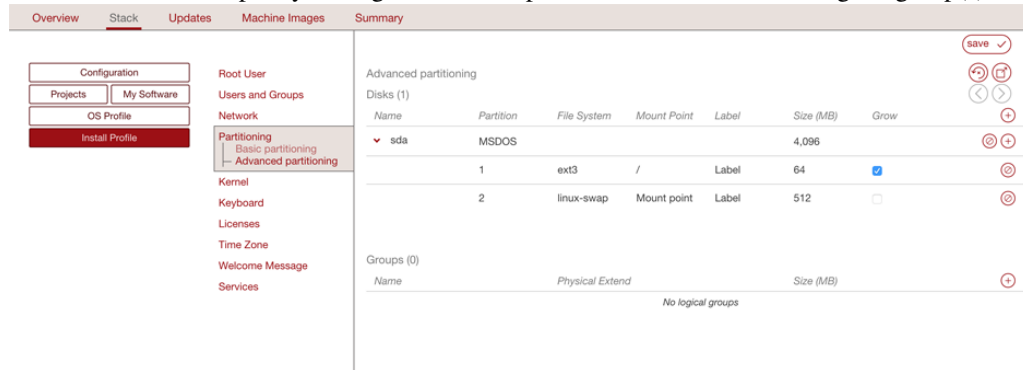 Overview Stack Updates Machine Images Summary
save
Configuration
Projects My Software
OS Profile
Install Profile
Root User
Users and Groups
Network
Partitioning
Basic partitioning
Advanced partitioning
Kernel
Keyboard
Licenses
Time Zone
Welcome Message
Services
Advanced partitioning
Disks (1)
Name Partition File System Mount Point Label Size (MB) Grow
sda MSDOS 4,096
1 ext3 / Label 64
2 linux-swap Mount point Label 512
Groups (0)
Name Physical Extend Size (MB)
No logical groups